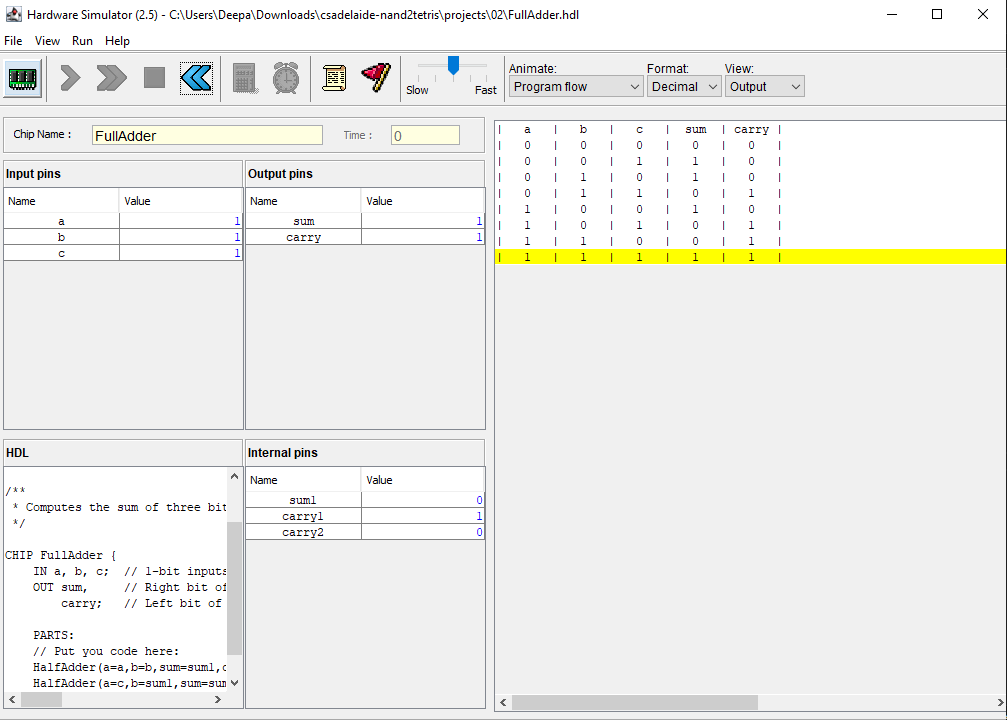 Hardware Simulator (2.5) - C:\Users\Deepa\Downloads\csadelaide-nand2tetris\projects\02\FullAdder.hdl
File View Run Help
Slow Fast
Animate: Format: View:
Program flow Decimal Output
Chip Name : FullAdder Time : 0
Input pins
Name Value
a 1
b 1
c 1
Output pins
Name Value
sum 1
carry 1
| a | b | c | sum | carry |
| 0 | 0 | 0 | 0 | 0 |
| 0 | 0 | 1 | 1 | 0 |
| 0 | 1 | 0 | 1 | 0 |
| 0 | 1 | 1 | 0 | 1 |
| 1 | 0 | 0 | 1 | 0 |
| 1 | 0 | 1 | 0 | 1 |
| 1 | 1 | 0 | 0 | 1 |
| 1 | 1 | 1 | 1 | 1 |
HDL
/**
* Computes the sum of three bit
*/
CHIP FullAdder {
IN a, b, c; // 1-bit inputs
OUT sum, // Right bit of
carry; // Left bit of
PARTS:
// Put you code here:
HalfAdder(a=a,b=b,sum=sum1,c
HalfAdder(a=c,b=sum1,sum=sum
Internal pins
Name Value
sum1 0
carry1 1
carry2 0